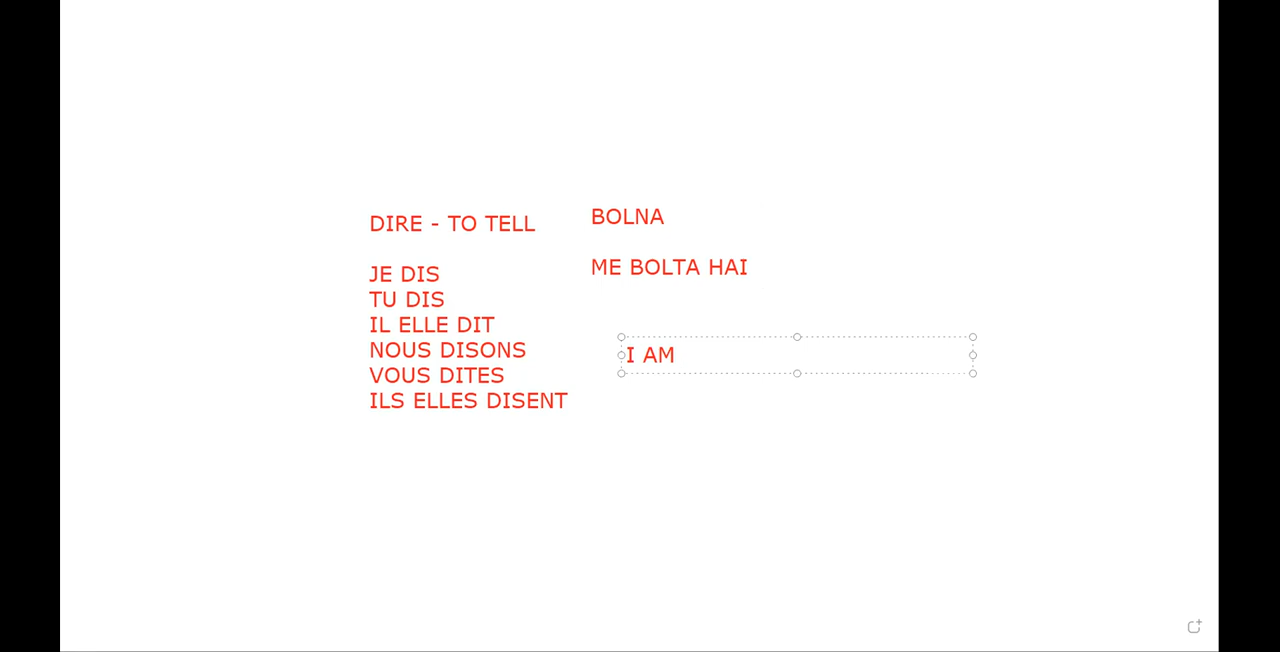 DIRE - TO TELL
JE DIS
TU DIS
IL ELLE DIT
NOUS DISONS
VOUS DITES
ILS ELLES DISENT
BOLNA
ME BOLTA HAI
I AM